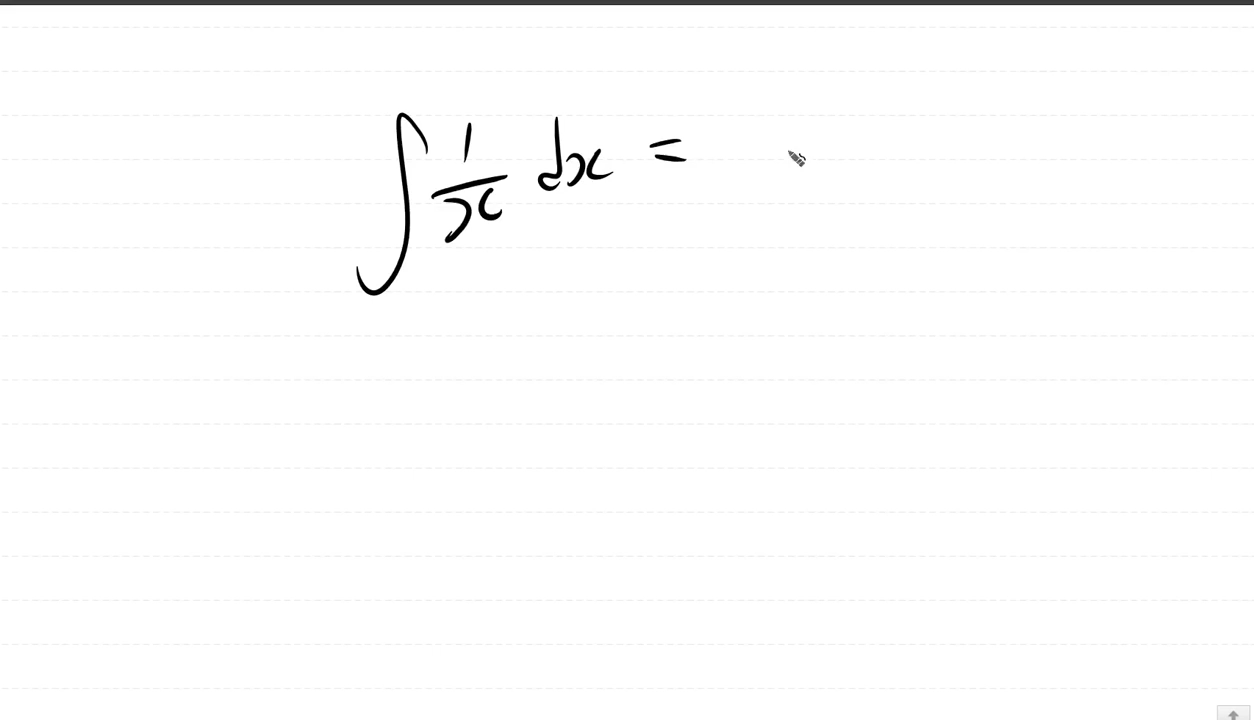 ∫ 1/x dx =